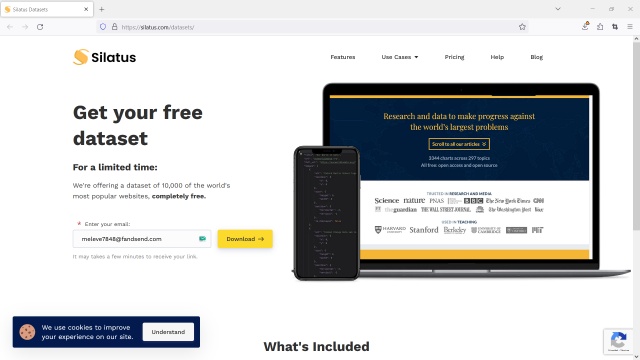 Silatus Datasets
https://silatus.com/datasets/
Silatus
Features
Use Cases
Pricing
Help
Blog
Get your free
dataset
For a limited time:
We're offering a dataset of 10,000 of the world's
most popular websites, completely free.
* Enter your email:
meleve7848@fandsend.com
Download →
It may take a few minutes to receive your link.
Research and data to make progress against
the world's largest problems
Scroll to all our articles
3344 charts across 297 topics
All free: open access and open source
TRUSTED IN RESEARCH AND MEDIA
Science nature PNAS BBC The New York Times CNN
theguardian THE WALL STREET JOURNAL The Washington Post Vox
USED IN TEACHING
HARVARD Stanford Berkeley UNIVERSITY OF CAMBRIDGE MIT
We use cookies to improve
your experience on our site.
Understand
What's Included